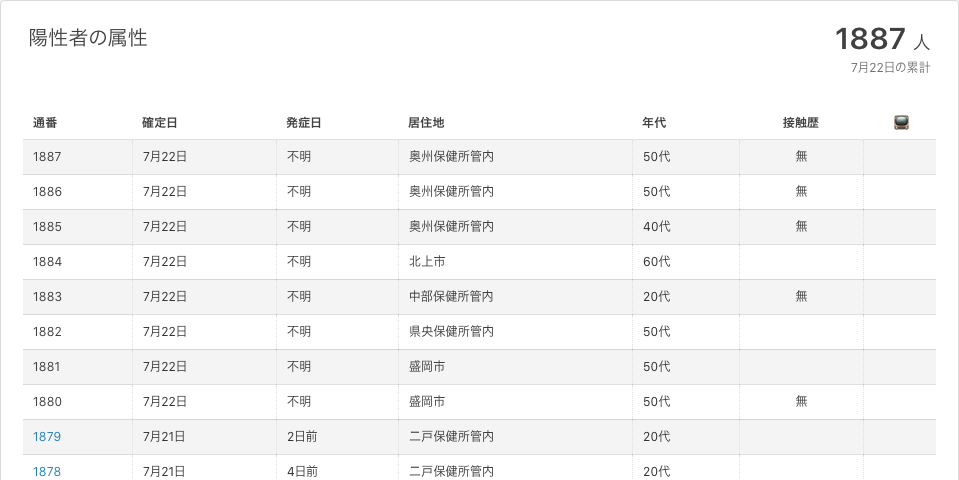 陽性者の属性
1887 人
7月22日の累計
通番 確定日 発症日 居住地 年代 接触歴
1887 7月22日 不明 奥州保健所管内 50代 無
1886 7月22日 不明 奥州保健所管内 50代 無
1885 7月22日 不明 奥州保健所管内 40代 無
1884 7月22日 不明 北上市 60代
1883 7月22日 不明 中部保健所管内 20代 無
1882 7月22日 不明 県央保健所管内 50代
1881 7月22日 不明 盛岡市 50代
1880 7月22日 不明 盛岡市 50代 無
1879 7月21日 2日前 二戸保健所管内 20代
1878 7月21日 4日前 二戸保健所管内 20代